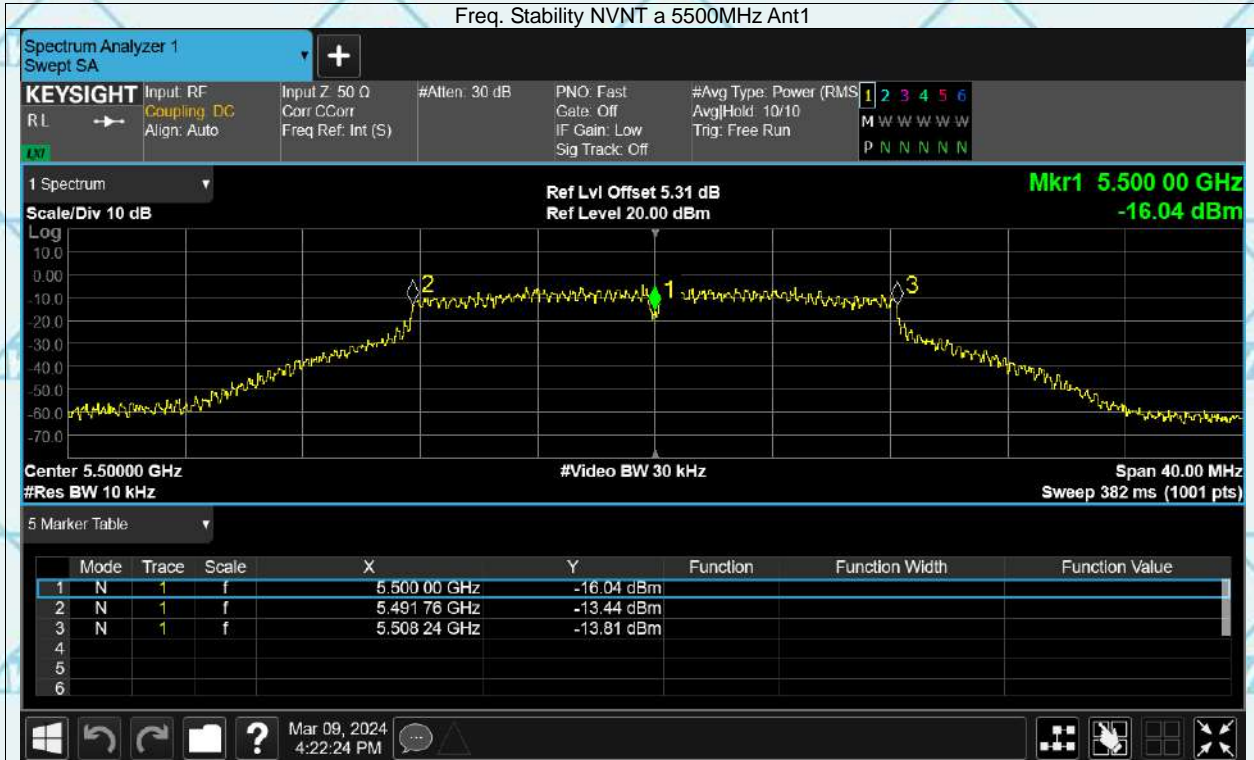 Freq. Stability NVNT a 5500MHz Ant1
Spectrum Analyzer 1
Swept SA
KEYSIGHT
RL
LXI
Input: RF
Coupling: DC
Align: Auto
Input Z: 50 Ω
Corr CCorr
Freq Ref: Int (S)
#Atten: 30 dB
PNO: Fast
Gate: Off
IF Gain: Low
Sig Track: Off
#Avg Type: Power (RMS
Avg|Hold: 10/10
Trig: Free Run
1 2 3 4 5 6
M W W W W W
P N N N N N
1 Spectrum
Scale/Div 10 dB
Ref Lvl Offset 5.31 dB
Ref Level 20.00 dBm
Mkr1 5.500 00 GHz
-16.04 dBm
Log
10.0
0.00
-10.0
-20.0
-30.0
-40.0
-50.0
-60.0
-70.0
2
1
3
Center 5.50000 GHz
#Video BW 30 kHz
Span 40.00 MHz
#Res BW 10 kHz
Sweep 382 ms (1001 pts)
5 Marker Table
Mode Trace Scale X Y Function Function Width Function Value
1 N 1 f 5.500 00 GHz -16.04 dBm
2 N 1 f 5.491 76 GHz -13.44 dBm
3 N 1 f 5.508 24 GHz -13.81 dBm
4
5
6
?
Mar 09, 2024
4:22:24 PM